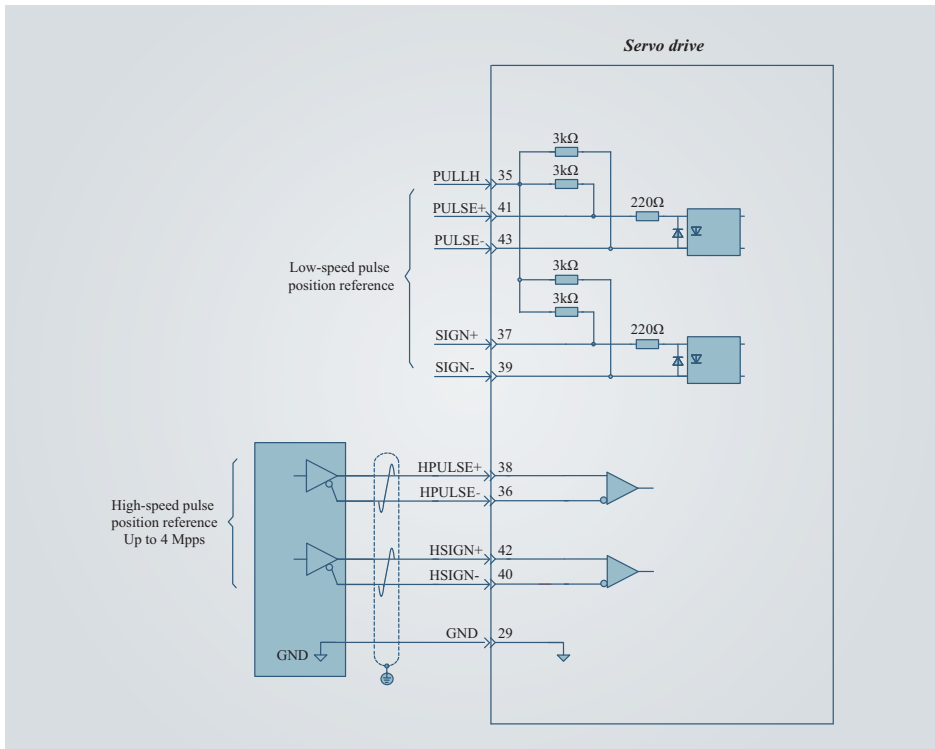 Servo drive
3kΩ
PULLH 35
3kΩ
PULSE+ 41
220Ω
PULSE- 43
Low-speed pulse
position reference
3kΩ
3kΩ
SIGN+ 37
220Ω
SIGN- 39
High-speed pulse
position reference
Up to 4 Mpps
HPULSE+ 38
HPULSE- 36
HSIGN+ 42
HSIGN- 40
GND 29
GND